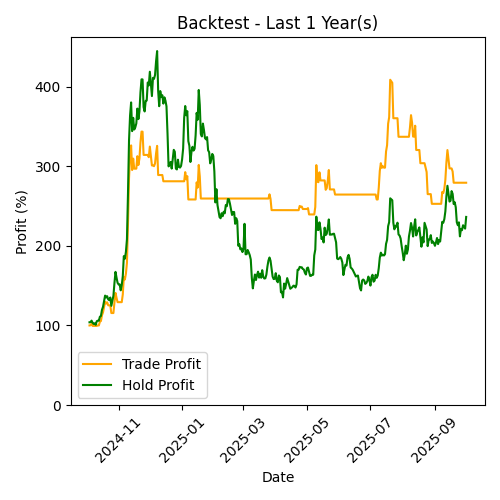 Backtest - Last 1 Year(s)
Profit (%)
400
300
200
100
0
Trade Profit
Hold Profit
2024-11
2025-01
2025-03
2025-05
2025-07
2025-09
Date